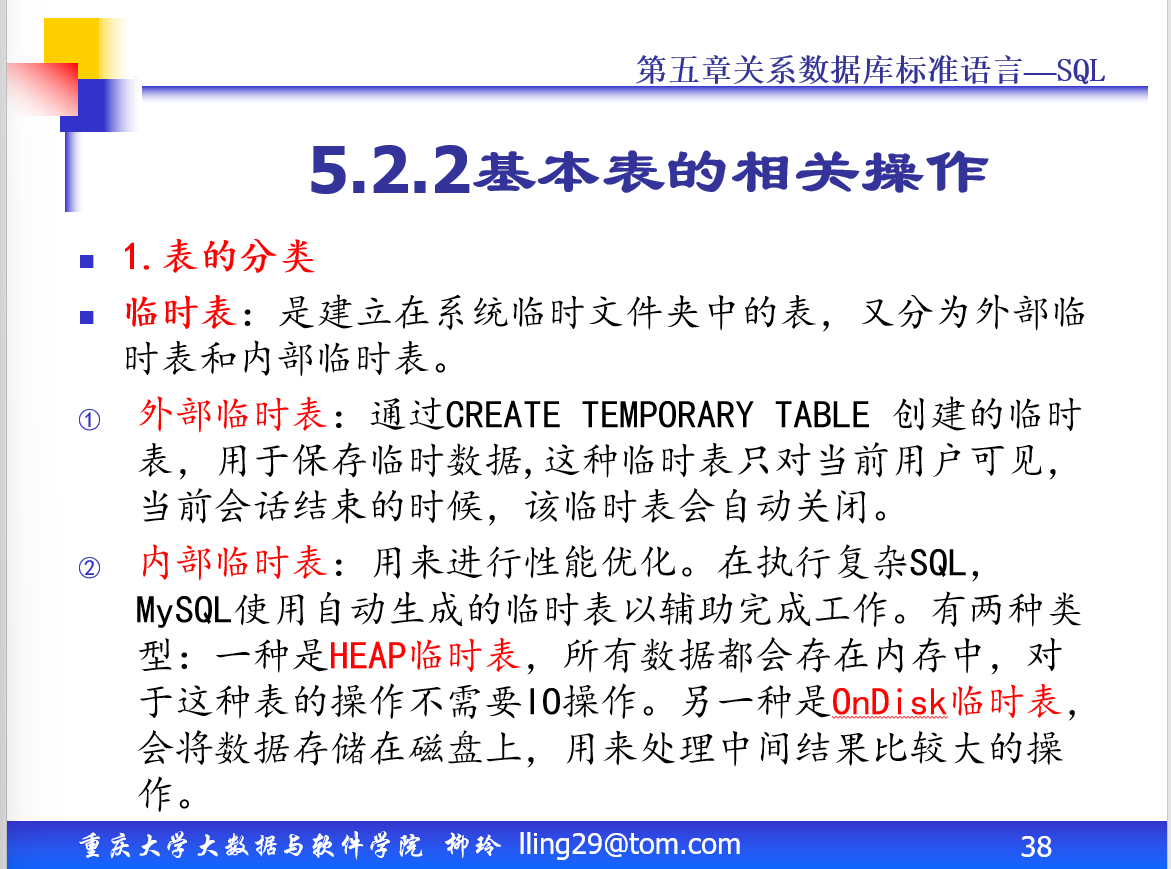 第五章关系数据库标准语言—SQL
5.2.2基本表的相关操作
■ 1.表的分类
■ 临时表：是建立在系统临时文件夹中的表，又分为外部临
时表和内部临时表。
① 外部临时表：通过CREATE TEMPORARY TABLE 创建的临时
表，用于保存临时数据,这种临时表只对当前用户可见，
当前会话结束的时候，该临时表会自动关闭。
② 内部临时表：用来进行性能优化。在执行复杂SQL，
MySQL使用自动生成的临时表以辅助完成工作。有两种类
型：一种是HEAP临时表，所有数据都会存在内存中，对
于这种表的操作不需要IO操作。另一种是OnDisk临时表，
会将数据存储在磁盘上，用来处理中间结果比较大的操
作。
重庆大学大数据与软件学院 柳玲 lling29@tom.com 38